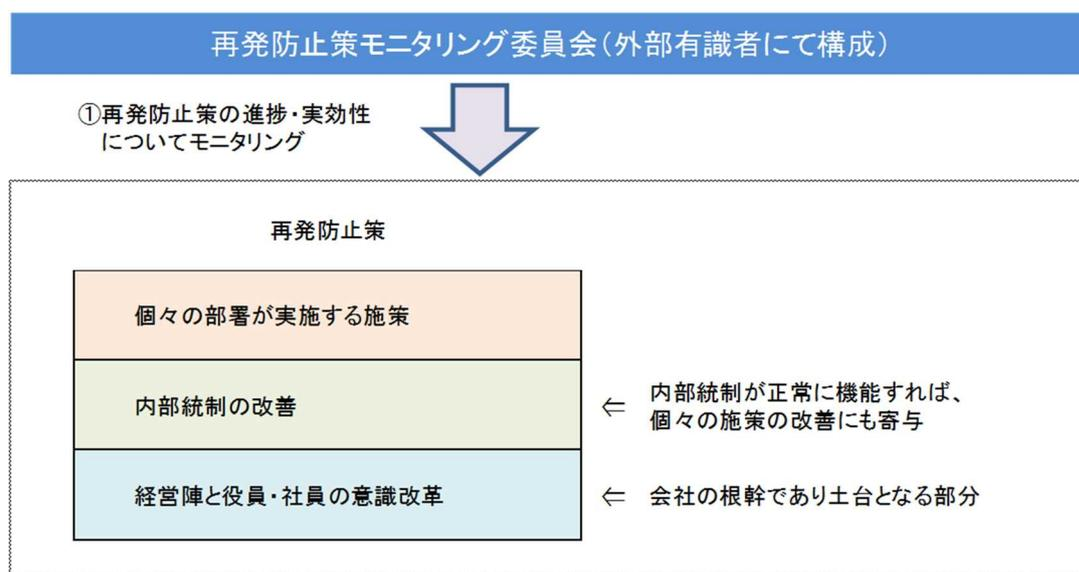 再発防止策モニタリング委員会（外部有識者にて構成）
①再発防止策の進捗・実効性
についてモニタリング
再発防止策
個々の部署が実施する施策
内部統制の改善
⇐ 内部統制が正常に機能すれば、
個々の施策の改善にも寄与
経営陣と役員・社員の意識改革
⇐ 会社の根幹であり土台となる部分